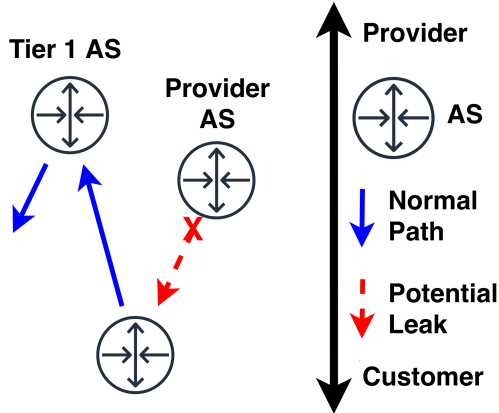 Tier 1 AS
Provider
AS
X
Provider
AS
Normal
Path
Potential
Leak
Customer